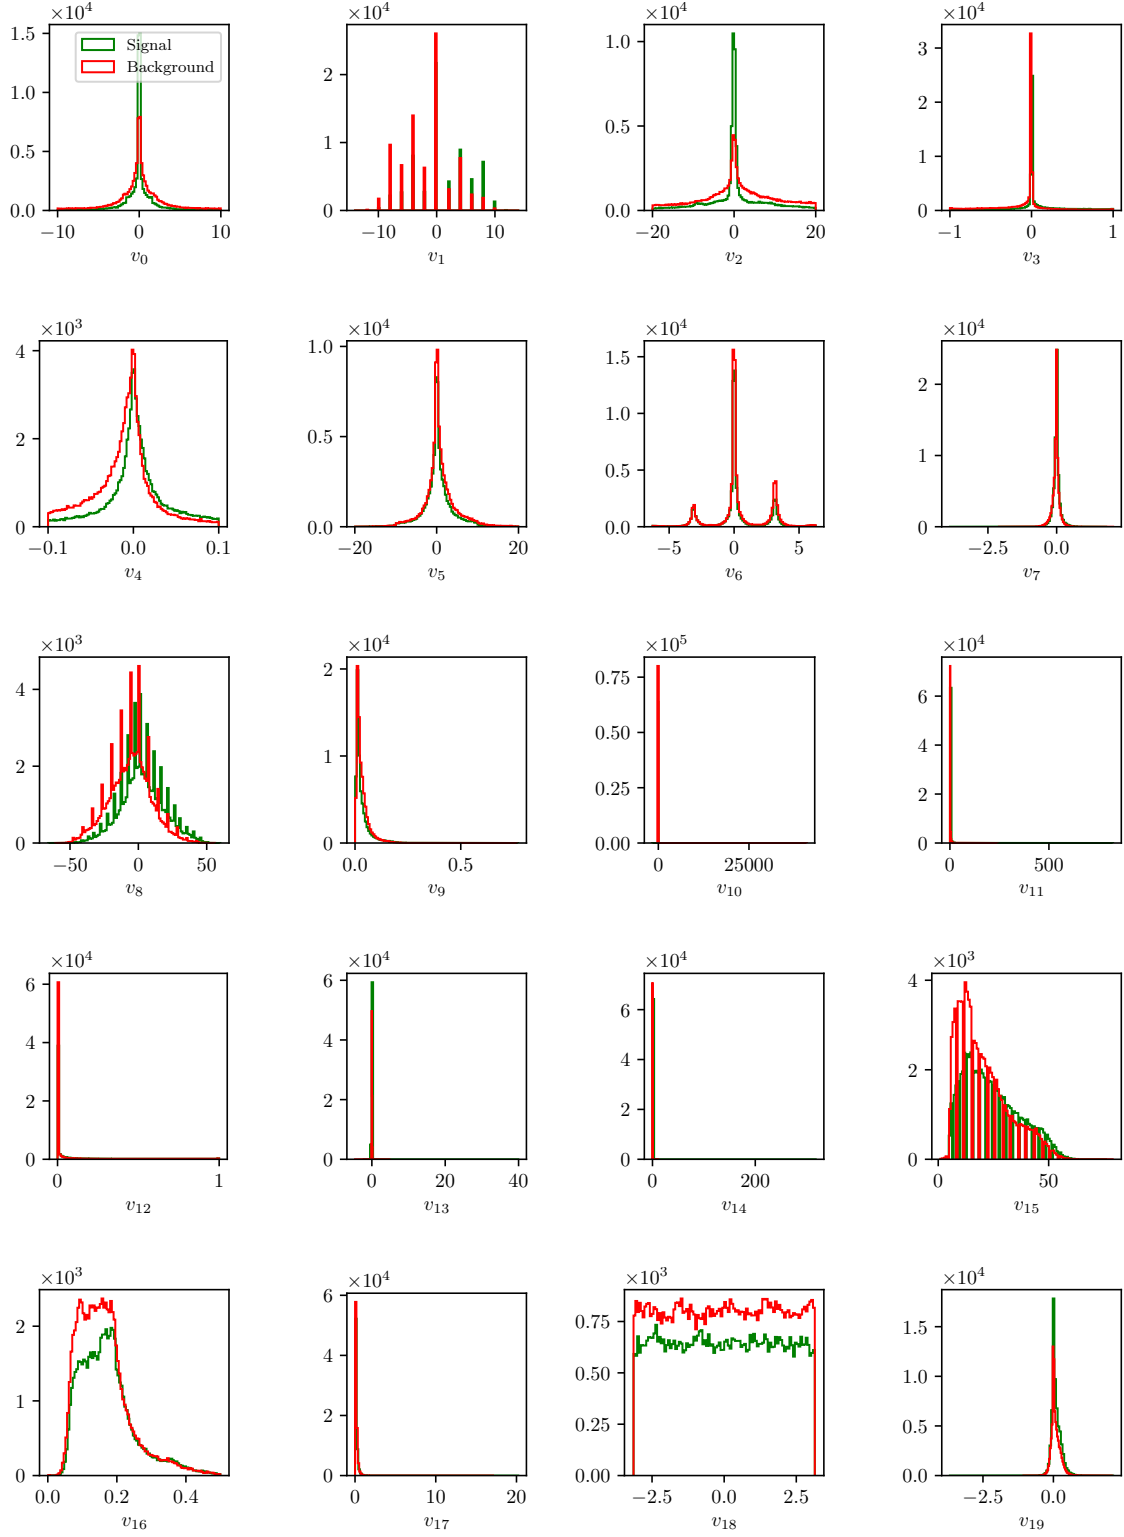 ×10⁴ ×10⁴ ×10⁴ ×10⁴
1.5 1.0 0.5 0.0 −10 0 10 v₀
Signal
Background
2 1 0 −10 0 10 v₁
1.0 0.5 0.0 −20 0 20 v₂
3 2 1 0 −1 0 1 v₃
×10³ ×10⁴ ×10⁴ ×10⁴
4 2 0 −0.1 0.0 0.1 v₄
1.0 0.5 0.0 −20 0 20 v₅
1.5 1.0 0.5 0.0 −5 0 5 v₆
2 1 0 −2.5 0.0 v₇
×10³ ×10⁴ ×10⁵ ×10⁴
4 2 0 −50 0 50 v₈
2 1 0 0.0 0.5 v₉
0.75 0.50 0.25 0.00 0 25000 v₁₀
6 4 2 0 0 500 v₁₁
×10⁴ ×10⁴ ×10⁴ ×10³
6 4 2 0 0 1 v₁₂
6 4 2 0 0 20 40 v₁₃
6 4 2 0 0 200 v₁₄
4 2 0 0 50 v₁₅
×10³ ×10⁴ ×10³ ×10⁴
2 1 0 0.0 0.2 0.4 v₁₆
6 4 2 0 0 10 20 v₁₇
0.75 0.50 0.25 0.00 −2.5 0.0 2.5 v₁₈
1.5 1.0 0.5 0.0 −2.5 0.0 v₁₉